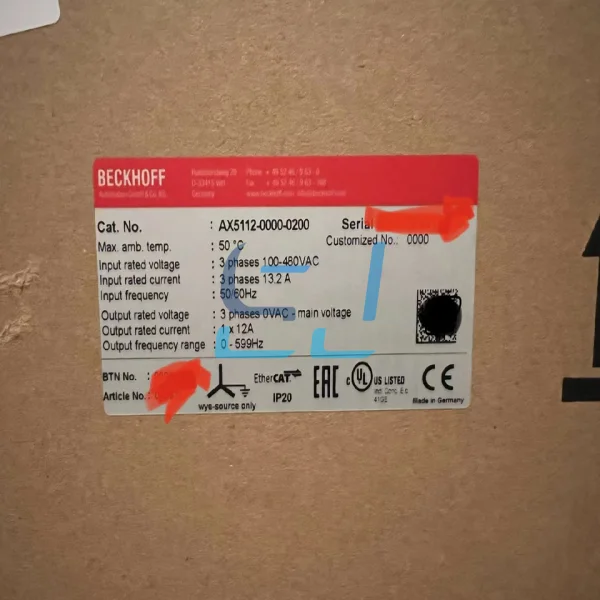 BECKHOFF
Cat. No. : AX5112-0000-0200 Serial
Customized No.: 0000
Max. amb. temp. : 50 °C
Input rated voltage : 3 phases 100-480VAC
Input rated current : 3 phases 13.2 A
Input frequency : 50/60Hz
Output rated voltage : 3 phases 0VAC - main voltage
Output rated current : 1 x 12A
Output frequency range : 0 - 599Hz
BTN No. :
Article No.:
wye-source only
EtherCAT
IP20
EAC
c UL US LISTED
41GE
CE
Made in Germany
EJ